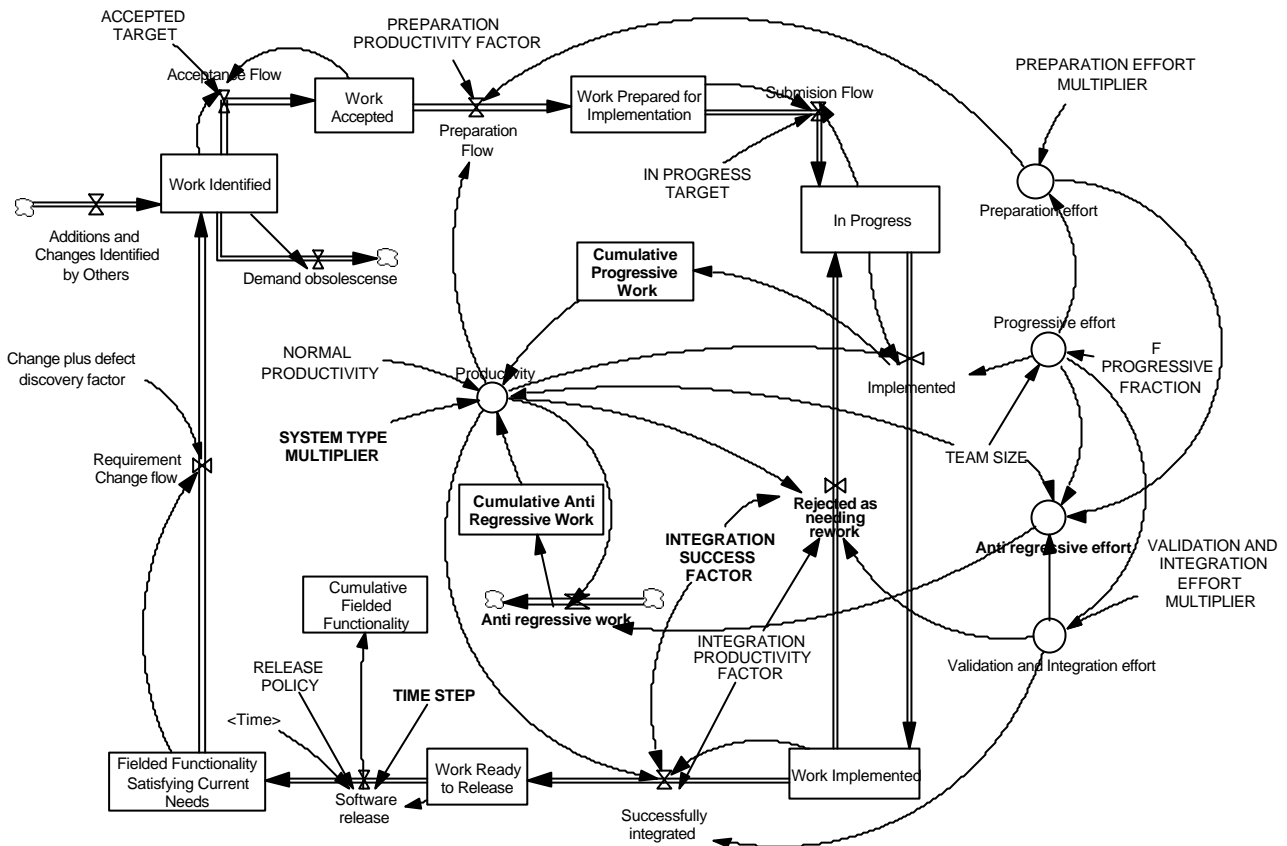 ACCEPTED
TARGET
PREPARATION
PRODUCTIVITY FACTOR
PREPARATION EFFORT
MULTIPLIER
Acceptance Flow
Work
Accepted
Preparation
Flow
Work Prepared for
Implementation
Submision Flow
IN PROGRESS
TARGET
Work Identified
In Progress
Preparation effort
Additions and
Changes Identified
by Others
Demand obsolescense
Cumulative
Progressive
Work
Progressive effort
F
PROGRESSIVE
FRACTION
Change plus defect
discovery factor
NORMAL
PRODUCTIVITY
Productivity
Implemented
SYSTEM TYPE
MULTIPLIER
TEAM SIZE
Requirement
Change flow
Cumulative Anti
Regressive Work
INTEGRATION
SUCCESS
FACTOR
Rejected as
needing
rework
Anti regressive effort
VALIDATION AND
INTEGRATION
EFFORT
MULTIPLIER
Cumulative
Fielded
Functionality
Anti regressive work
INTEGRATION
PRODUCTIVITY
FACTOR
Validation and Integration effort
RELEASE
POLICY
TIME STEP
<Time>
Fielded Functionality
Satisfying Current
Needs
Software
release
Work Ready
to Release
Successfully
integrated
Work Implemented